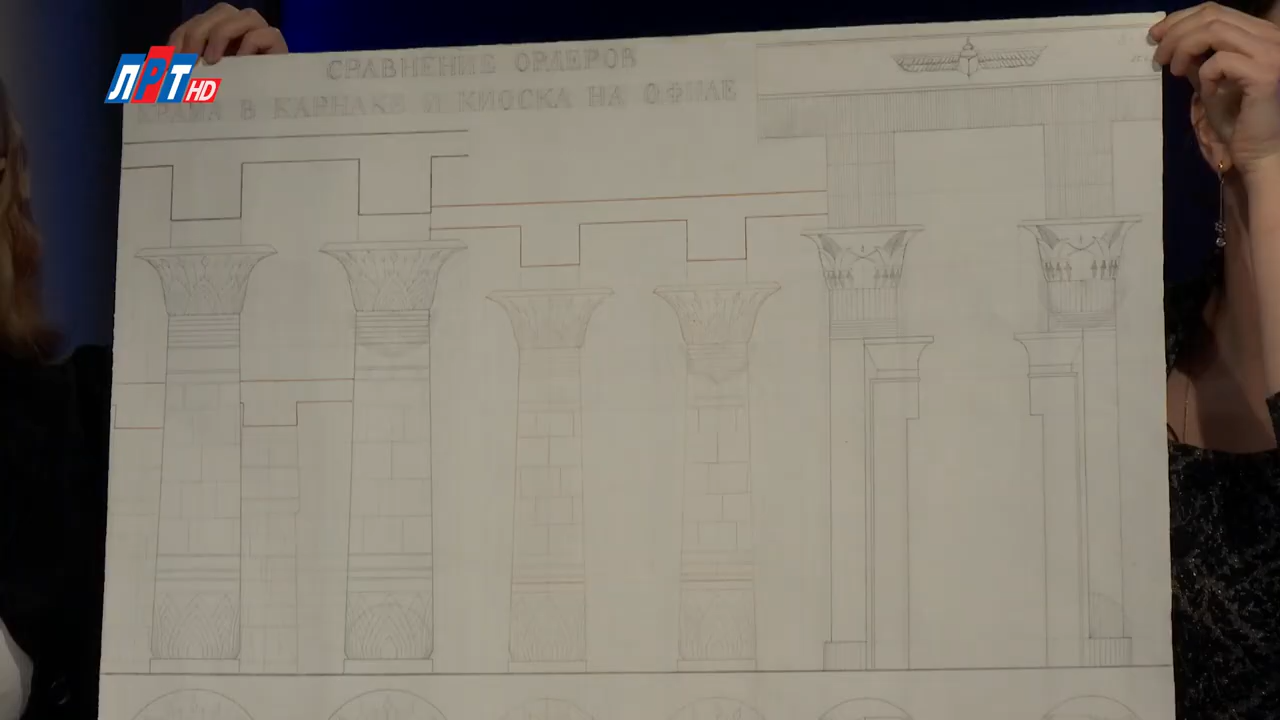 ЛРТ HD
СРАВНЕНИЕ ОРДЕРОВ
ХРАМА В КАРНАКЕ И КИОСКА НА О.ФИЛЕ